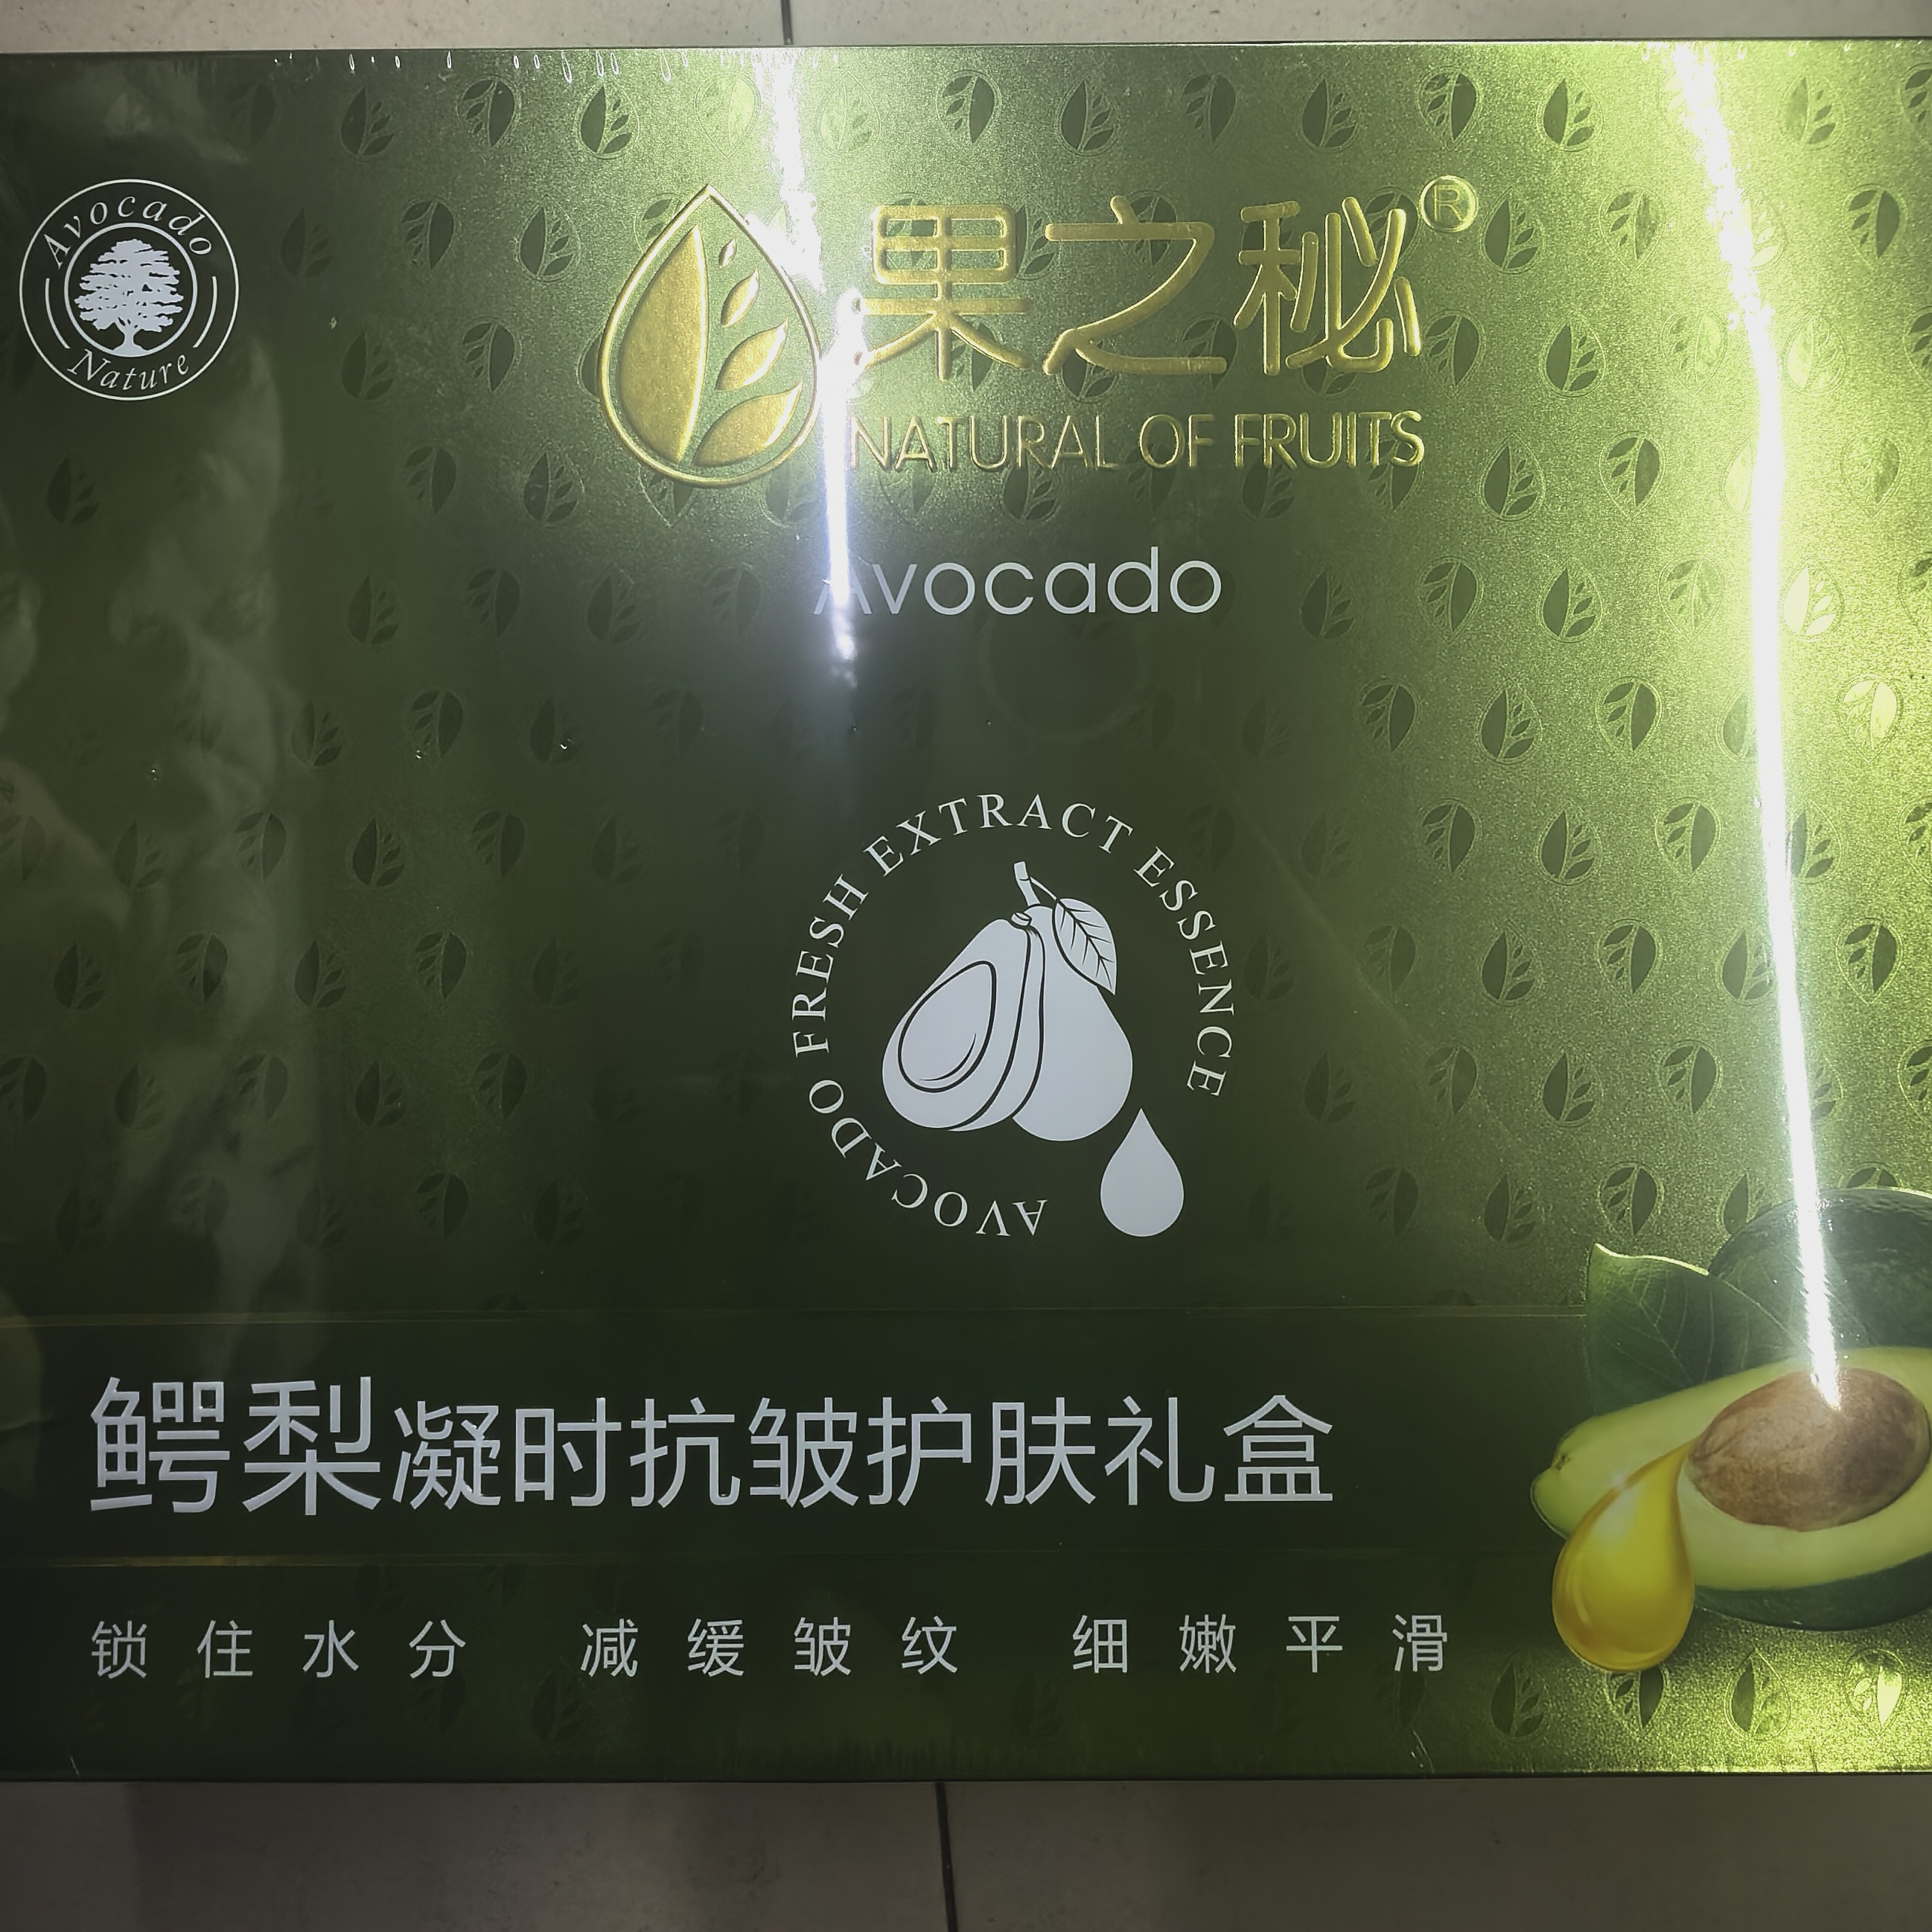 Avocado
Nature
果之秘®
NATURAL OF FRUITS
Avocado
AVOCADO FRESH EXTRACT ESSENCE
鳄梨凝时抗皱护肤礼盒
锁住水分 减缓皱纹 细嫩平滑